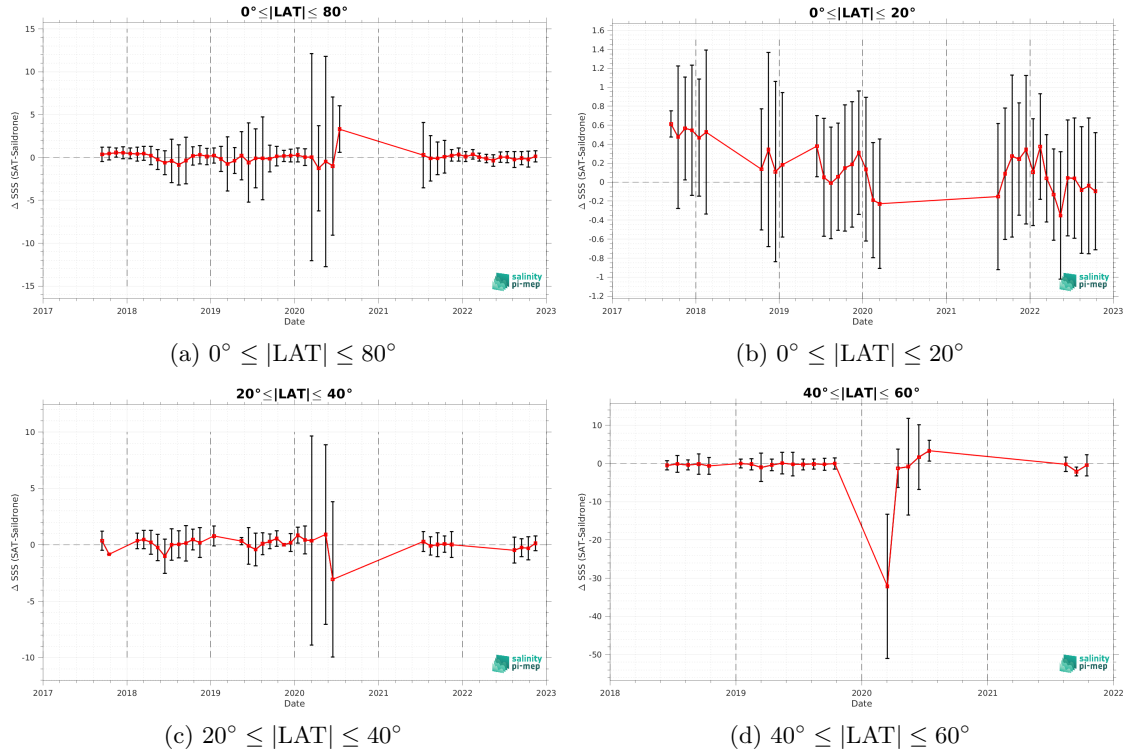 0°≤|LAT|≤ 80°
Δ SSS (SAT-Saildrone)
15
10
5
0
-5
-10
-15
2017
2018
2019
2020
2021
2022
2023
Date
salinity
pi-mep
(a) 0° ≤ |LAT| ≤ 80°
0°≤|LAT|≤ 20°
Δ SSS (SAT-Saildrone)
1.6
1.4
1.2
1
0.8
0.6
0.4
0.2
0
-0.2
-0.4
-0.6
-0.8
-1
-1.2
2017
2018
2019
2020
2021
2022
2023
Date
salinity
pi-mep
(b) 0° ≤ |LAT| ≤ 20°
20°≤|LAT|≤ 40°
Δ SSS (SAT-Saildrone)
10
5
0
-5
-10
2017
2018
2019
2020
2021
2022
2023
Date
salinity
pi-mep
(c) 20° ≤ |LAT| ≤ 40°
40°≤|LAT|≤ 60°
Δ SSS (SAT-Saildrone)
10
0
-10
-20
-30
-40
-50
2018
2019
2020
2021
2022
Date
salinity
pi-mep
(d) 40° ≤ |LAT| ≤ 60°